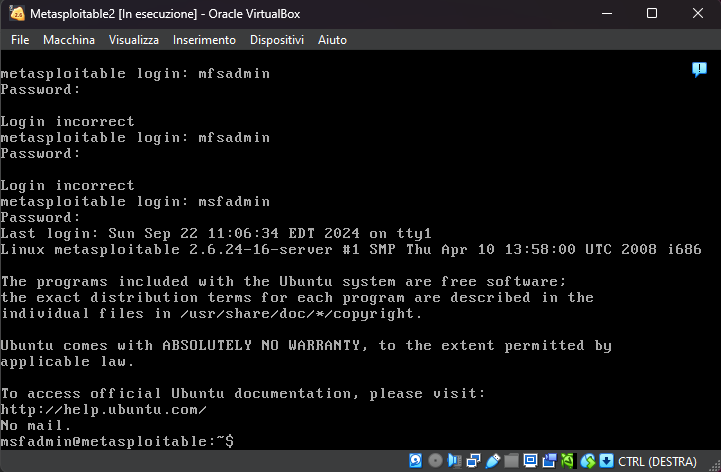 Metasploitable2 [In esecuzione] - Oracle VirtualBox
File Macchina Visualizza Inserimento Dispositivi Aiuto
metasploitable login: mfsadmin
Password:
Login incorrect
metasploitable login: mfsadmin
Password:
Login incorrect
metasploitable login: msfadmin
Password:
Last login: Sun Sep 22 11:06:34 EDT 2024 on tty1
Linux metasploitable 2.6.24-16-server #1 SMP Thu Apr 10 13:58:00 UTC 2008 i686
The programs included with the Ubuntu system are free software;
the exact distribution terms for each program are described in the
individual files in /usr/share/doc/*/copyright.
Ubuntu comes with ABSOLUTELY NO WARRANTY, to the extent permitted by
applicable law.
To access official Ubuntu documentation, please visit:
http://help.ubuntu.com/
No mail.
msfadmin@metasploitable:~$
CTRL (DESTRA)